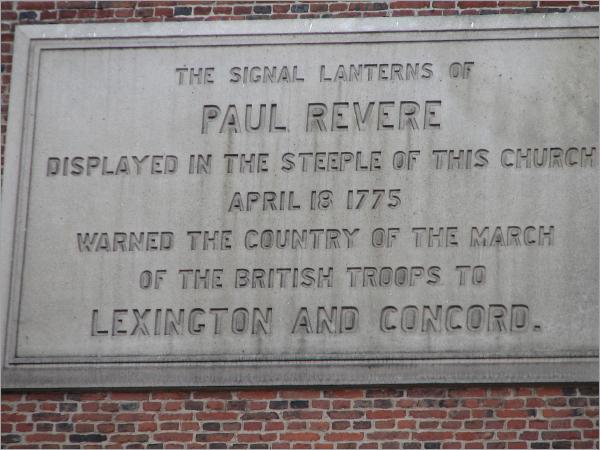 THE SIGNAL LANTERNS OF
PAUL REVERE
DISPLAYED IN THE STEEPLE OF THIS CHURCH
APRIL 18 1775
WARNED THE COUNTRY OF THE MARCH
OF THE BRITISH TROOPS TO
LEXINGTON AND CONCORD.